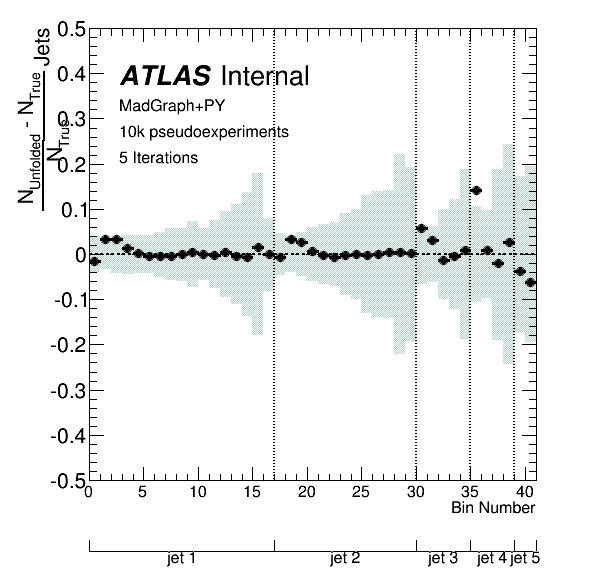 0.5
0.4
0.3
0.2
0.1
0
-0.1
-0.2
-0.3
-0.4
-0.5
N_Unfolded - N_True
N_True
Jets
ATLAS Internal
MadGraph+PY
10k pseudoexperiments
5 Iterations
0 5 10 15 20 25 30 35 40
Bin Number
jet 1 jet 2 jet 3 jet 4 jet 5